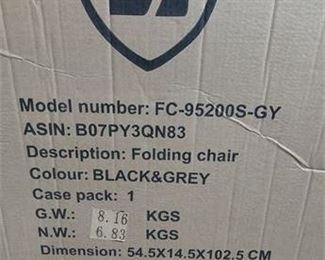 Model number: FC-95200S-GY
ASIN: B07PY3QN83
Description: Folding chair
Colour: BLACK&GREY
Case pack: 1
G.W.: 8.16 KGS
N.W.: 6.83 KGS
Dimension: 54.5X14.5X102.5 CM